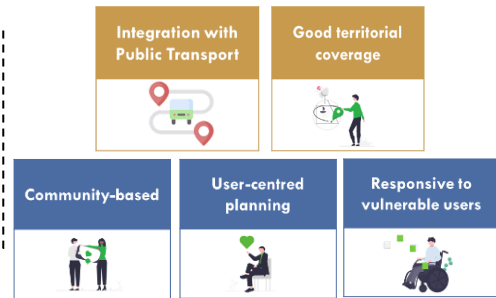 Integration with
Public Transport
Good territorial
coverage
Community-based
User-centred
planning
Responsive to
vulnerable users